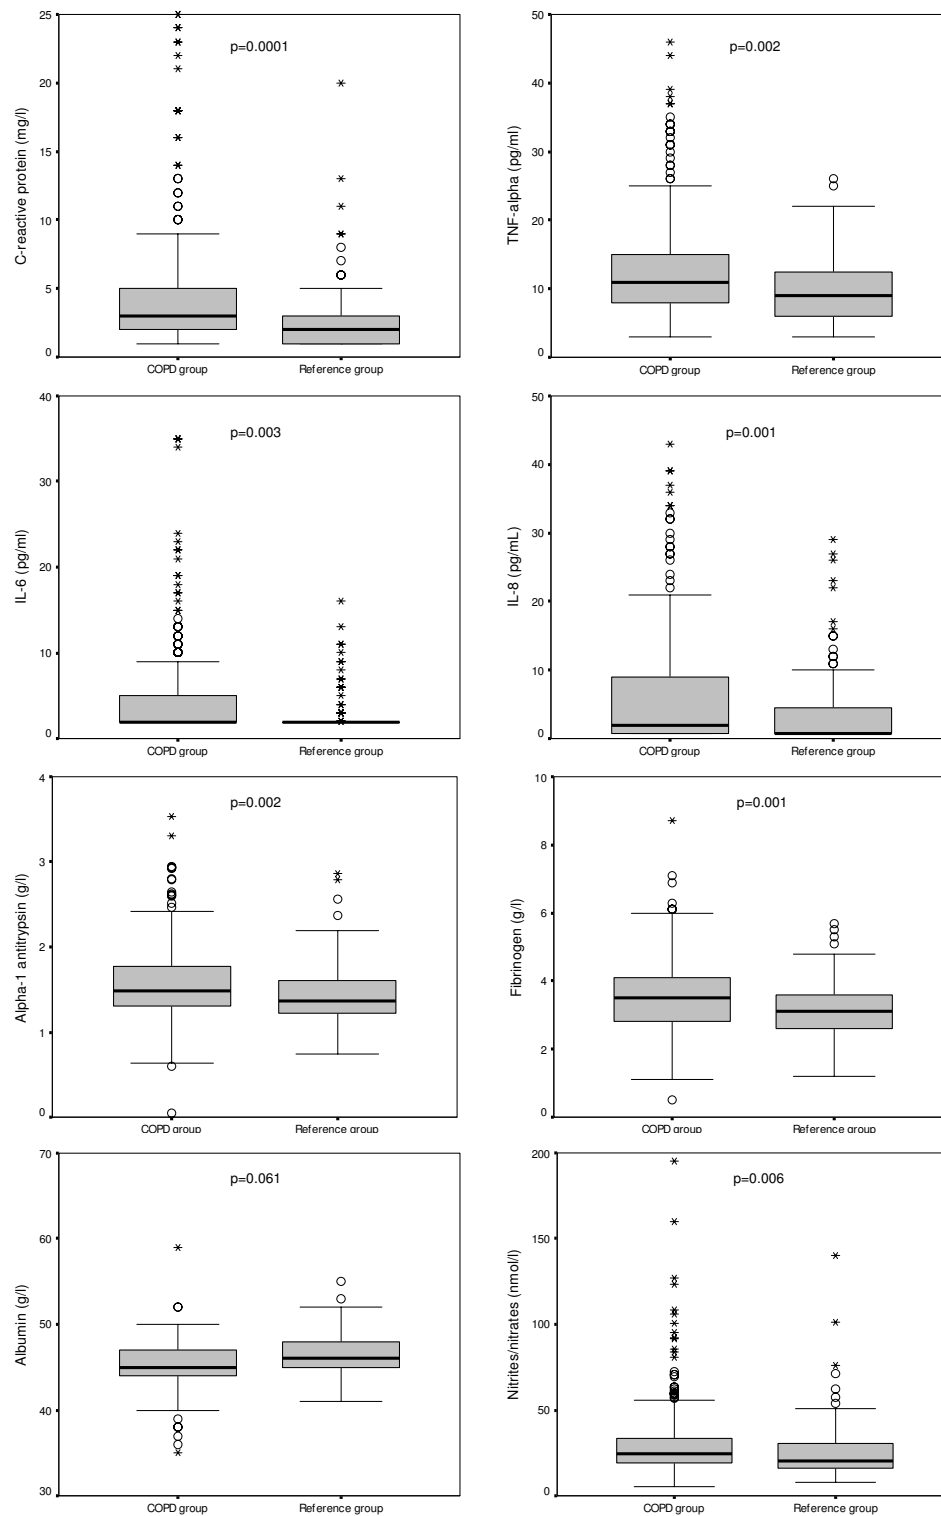 25
20
15
10
5
0
C-reactive protein (mg/l)
p=0.0001
COPD group
Reference group
50
40
30
20
10
0
TNF-alpha (pg/ml)
p=0.002
COPD group
Reference group
40
30
20
10
0
IL-6 (pg/ml)
p=0.003
COPD group
Reference group
50
40
30
20
10
0
IL-8 (pg/mL)
p=0.001
COPD group
Reference group
4
3
2
1
0
Alpha-1 antitrypsin (g/l)
p=0.002
COPD group
Reference group
10
8
6
4
2
0
Fibrinogen (g/l)
p=0.001
COPD group
Reference group
70
60
50
40
30
Albumin (g/l)
p=0.061
COPD group
Reference group
200
150
100
50
0
Nitrites/nitrates (nmol/l)
p=0.006
COPD group
Reference group